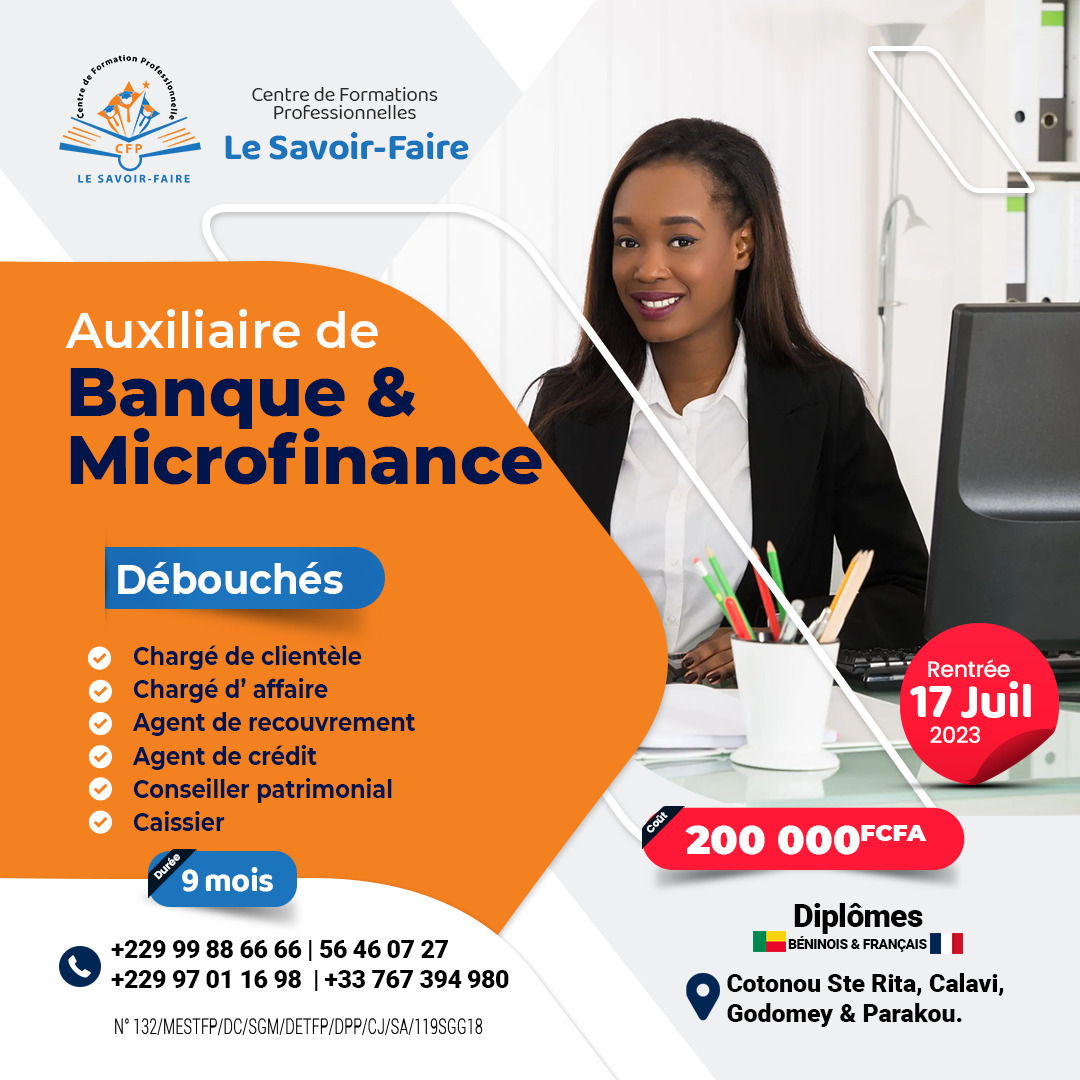 Centre de Formation Professionnelle
CFP
LE SAVOIR-FAIRE
Centre de Formations
Professionnelles
Le Savoir-Faire
Auxiliaire de
Banque &
Microfinance
Débouchés
Chargé de clientèle
Chargé d' affaire
Agent de recouvrement
Agent de crédit
Conseiller patrimonial
Caissier
Durée
9 mois
Rentrée
17 Juil
2023
Coût
200 000 FCFA
Diplômes
BÉNINOIS & FRANÇAIS
Cotonou Ste Rita, Calavi,
Godomey & Parakou.
+229 99 88 66 66 | 56 46 07 27
+229 97 01 16 98 | +33 767 394 980
N° 132/MESTFP/DC/SGM/DETFP/DPP/CJ/SA/119SGG18